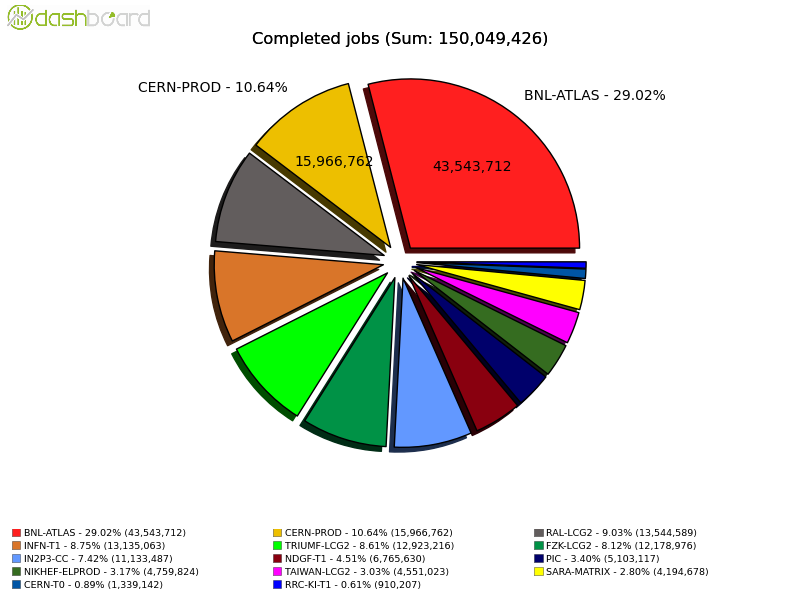 dashboard
Completed jobs (Sum: 150,049,426)
CERN-PROD - 10.64%
BNL-ATLAS - 29.02%
15,966,762
43,543,712
BNL-ATLAS - 29.02% (43,543,712)
CERN-PROD - 10.64% (15,966,762)
RAL-LCG2 - 9.03% (13,544,589)
INFN-T1 - 8.75% (13,135,063)
TRIUMF-LCG2 - 8.61% (12,923,216)
FZK-LCG2 - 8.12% (12,178,976)
IN2P3-CC - 7.42% (11,133,487)
NDGF-T1 - 4.51% (6,765,630)
PIC - 3.40% (5,103,117)
NIKHEF-ELPROD - 3.17% (4,759,824)
TAIWAN-LCG2 - 3.03% (4,551,023)
SARA-MATRIX - 2.80% (4,194,678)
CERN-T0 - 0.89% (1,339,142)
RRC-KI-T1 - 0.61% (910,207)